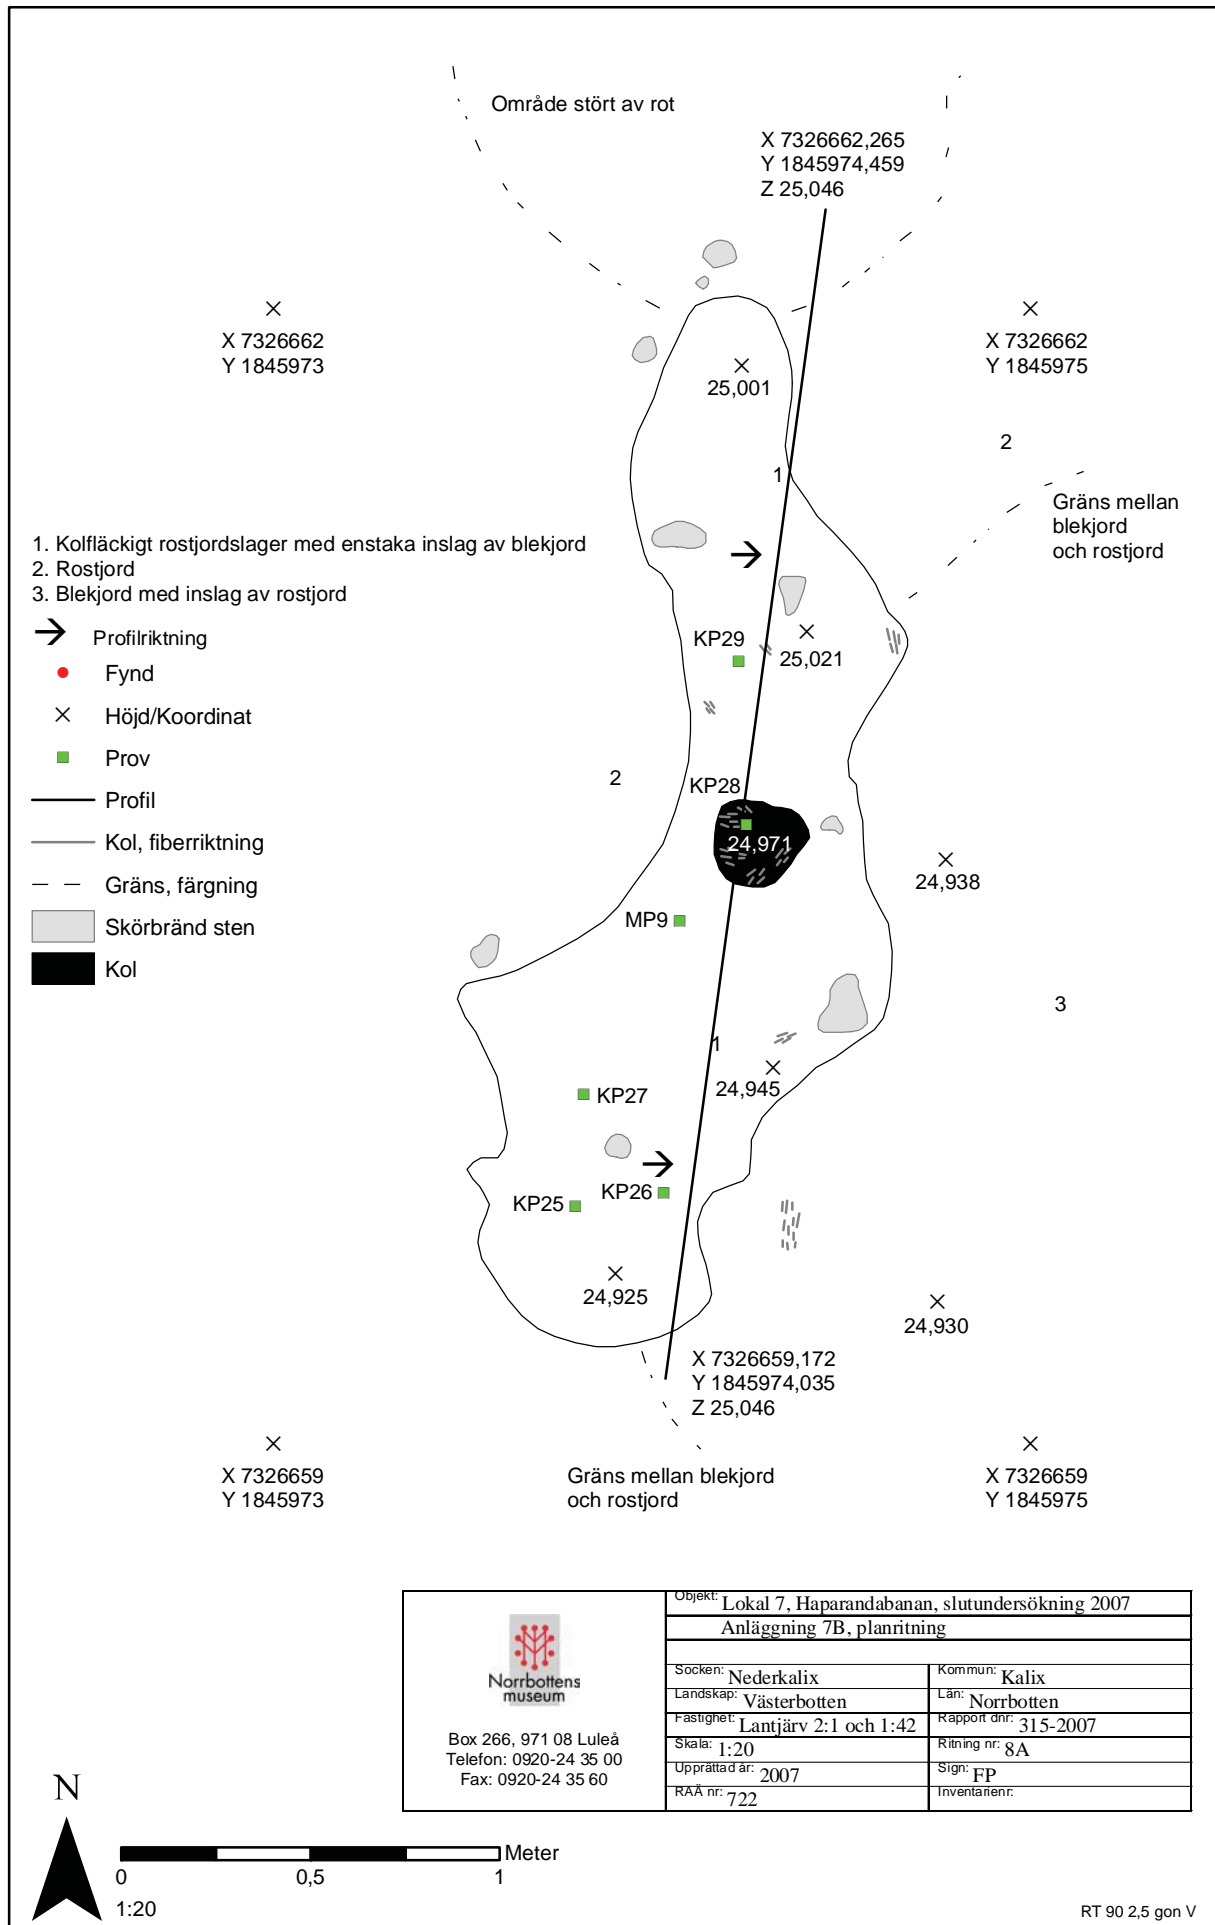 Område stört av rot
X 7326662,265
Y 1845974,459
Z 25,046
X 7326662
Y 1845973
X 7326662
Y 1845975
25,001
2
1
Gräns mellan
blekjord
och rostjord
1. Kolfläckigt rostjordslager med enstaka inslag av blekjord
2. Rostjord
3. Blekjord med inslag av rostjord
Profilriktning
Fynd
Höjd/Koordinat
Prov
Profil
Kol, fiberriktning
Gräns, färgning
Skörbränd sten
Kol
KP29
25,021
2
KP28
24,971
24,938
MP9
3
1
24,945
KP27
KP26
KP25
24,925
24,930
X 7326659,172
Y 1845974,035
Z 25,046
X 7326659
Y 1845973
Gräns mellan blekjord
och rostjord
X 7326659
Y 1845975
Norrbottens
museum
Box 266, 971 08 Luleå
Telefon: 0920-24 35 00
Fax: 0920-24 35 60
Objekt: Lokal 7, Haparandabanan, slutundersökning 2007
Anläggning 7B, planritning
Socken: Nederkalix
Kommun: Kalix
Landskap: Västerbotten
Län: Norrbotten
Fastighet: Lantjärv 2:1 och 1:42
Rapport dnr: 315-2007
Skala: 1:20
Ritning nr: 8A
Upprättad år: 2007
Sign: FP
RAÄ nr: 722
Inventarienr:
N
Meter
0 0,5 1
1:20
RT 90 2,5 gon V